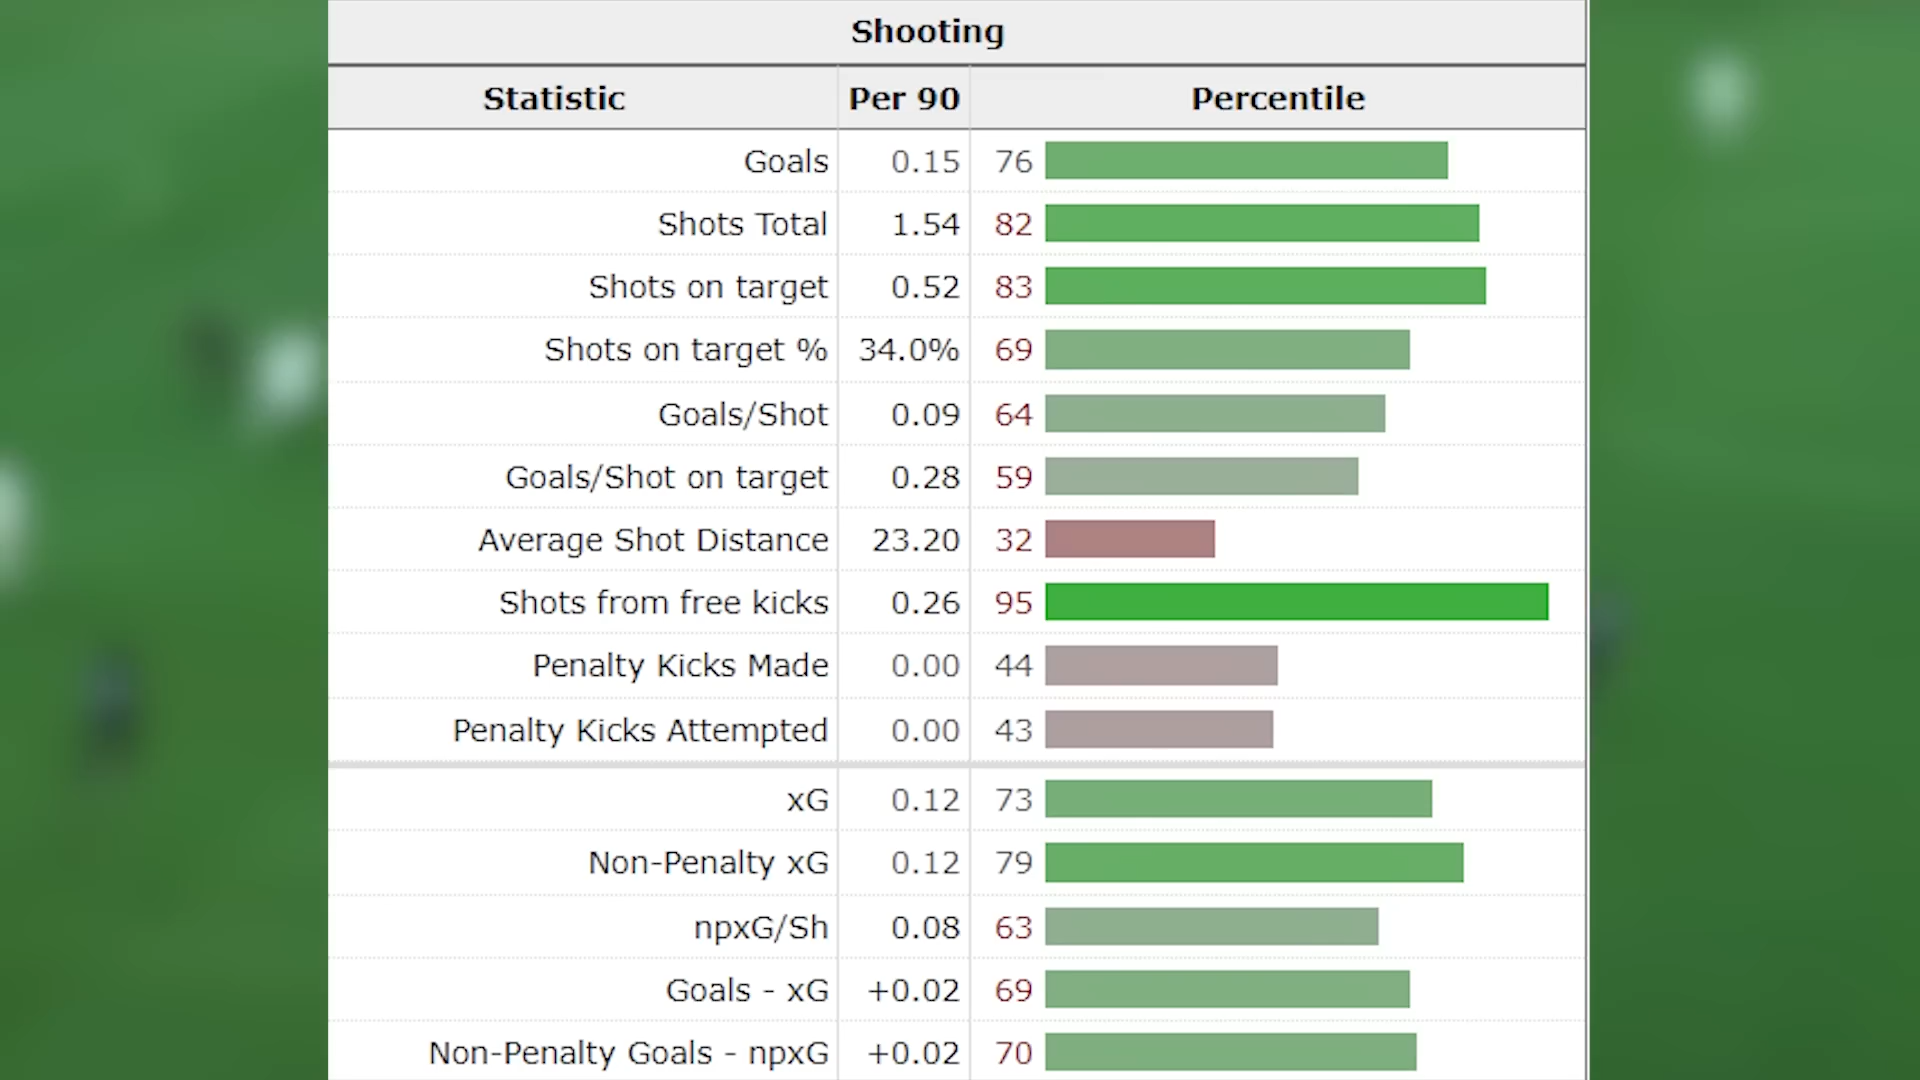 Shooting
Statistic Per 90 Percentile
Goals 0.15 76
Shots Total 1.54 82
Shots on target 0.52 83
Shots on target % 34.0% 69
Goals/Shot 0.09 64
Goals/Shot on target 0.28 59
Average Shot Distance 23.20 32
Shots from free kicks 0.26 95
Penalty Kicks Made 0.00 44
Penalty Kicks Attempted 0.00 43
xG 0.12 73
Non-Penalty xG 0.12 79
npxG/Sh 0.08 63
Goals - xG +0.02 69
Non-Penalty Goals - npxG +0.02 70